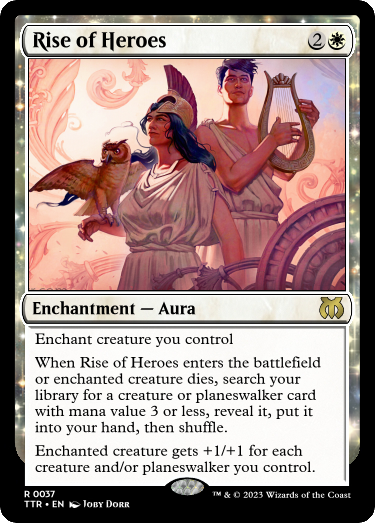 Rise of Heroes 2
Enchantment — Aura
Enchant creature you control
When Rise of Heroes enters the battlefield
or enchanted creature dies, search your
library for a creature or planeswalker card
with mana value 3 or less, reveal it, put it
into your hand, then shuffle.
Enchanted creature gets +1/+1 for each
creature and/or planeswalker you control.
R 0037
TTR • EN Joby Dorr ™ & © 2023 Wizards of the Coast